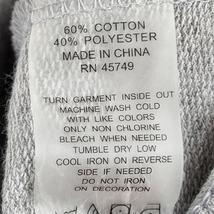 60% COTTON
40% POLYESTER
MADE IN CHINA
RN 45749
TURN GARMENT INSIDE OUT
MACHINE WASH COLD
WITH LIKE COLORS
ONLY NON CHLORINE
BLEACH WHEN NEEDED
TUMBLE DRY LOW
COOL IRON ON REVERSE
SIDE IF NEEDED
DO NOT IRON
ON DECORATION